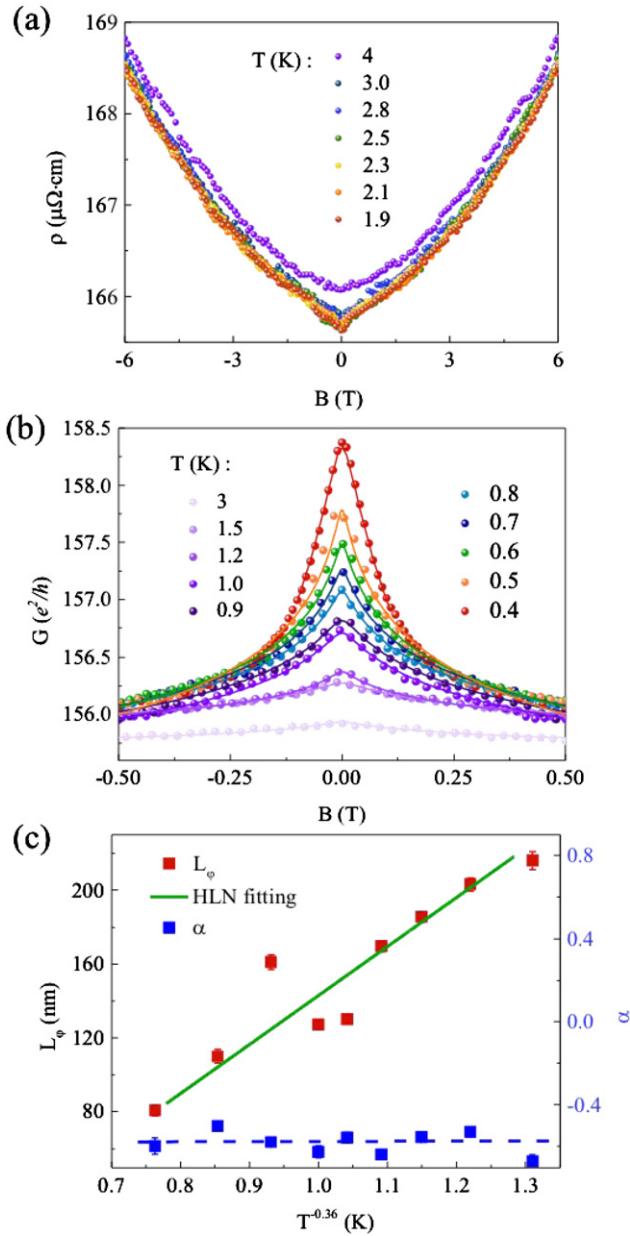 (a)
169
168
167
166
ρ (μΩ·cm)
T (K) :
4
3.0
2.8
2.5
2.3
2.1
1.9
-6 -3 0 3 6
B (T)
(b)
158.5
158.0
157.5
157.0
156.5
156.0
G (e²/h)
T (K) :
3
1.5
1.2
1.0
0.9
0.8
0.7
0.6
0.5
0.4
-0.50 -0.25 0.00 0.25 0.50
B (T)
(c)
200
160
120
80
Lφ (nm)
Lφ
HLN fitting
α
0.8
0.4
0.0
-0.4
α
0.7 0.8 0.9 1.0 1.1 1.2 1.3
T⁻⁰·³⁶ (K)